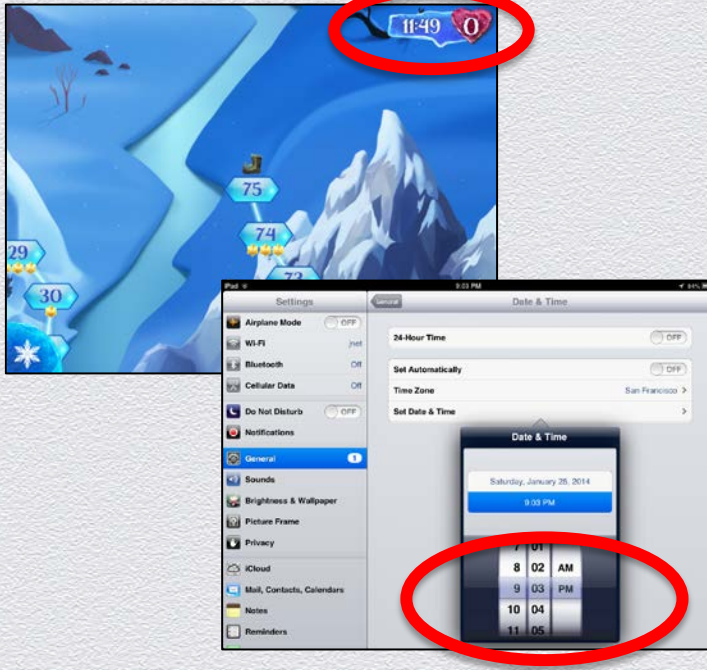 11:49 0
75
74
73
29
30
iPad 9:03 PM 84%
Settings
General
Date & Time
Airplane Mode OFF
Wi-Fi jnet
Bluetooth Off
Cellular Data Off
Do Not Disturb OFF
Notifications
General 1
Sounds
Brightness & Wallpaper
Picture Frame
Privacy
iCloud
Mail, Contacts, Calendars
Notes
Reminders
24-Hour Time OFF
Set Automatically OFF
Time Zone San Francisco >
Set Date & Time >
Date & Time
Saturday, January 25, 2014
9:03 PM
7 01
8 02 AM
9 03 PM
10 04
11 05